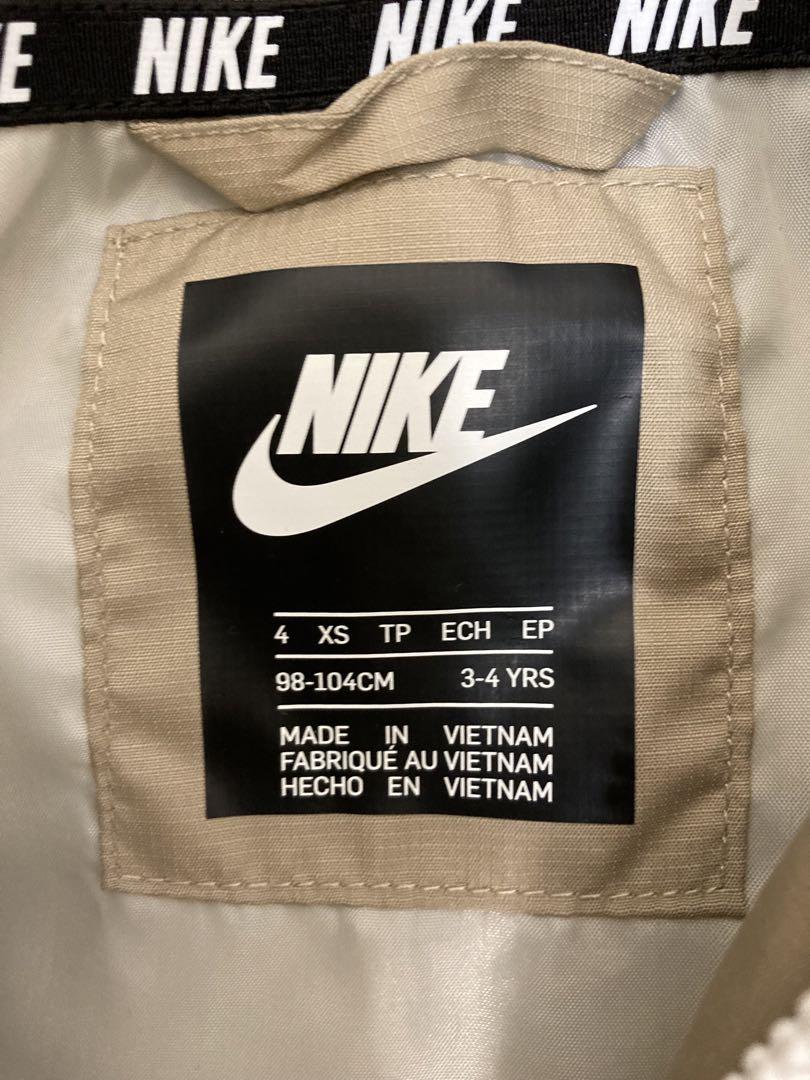 NIKE NIKE NIKE
NIKE
4 XS TP ECH EP
98-104CM 3-4 YRS
MADE IN VIETNAM
FABRIQUÉ AU VIETNAM
HECHO EN VIETNAM